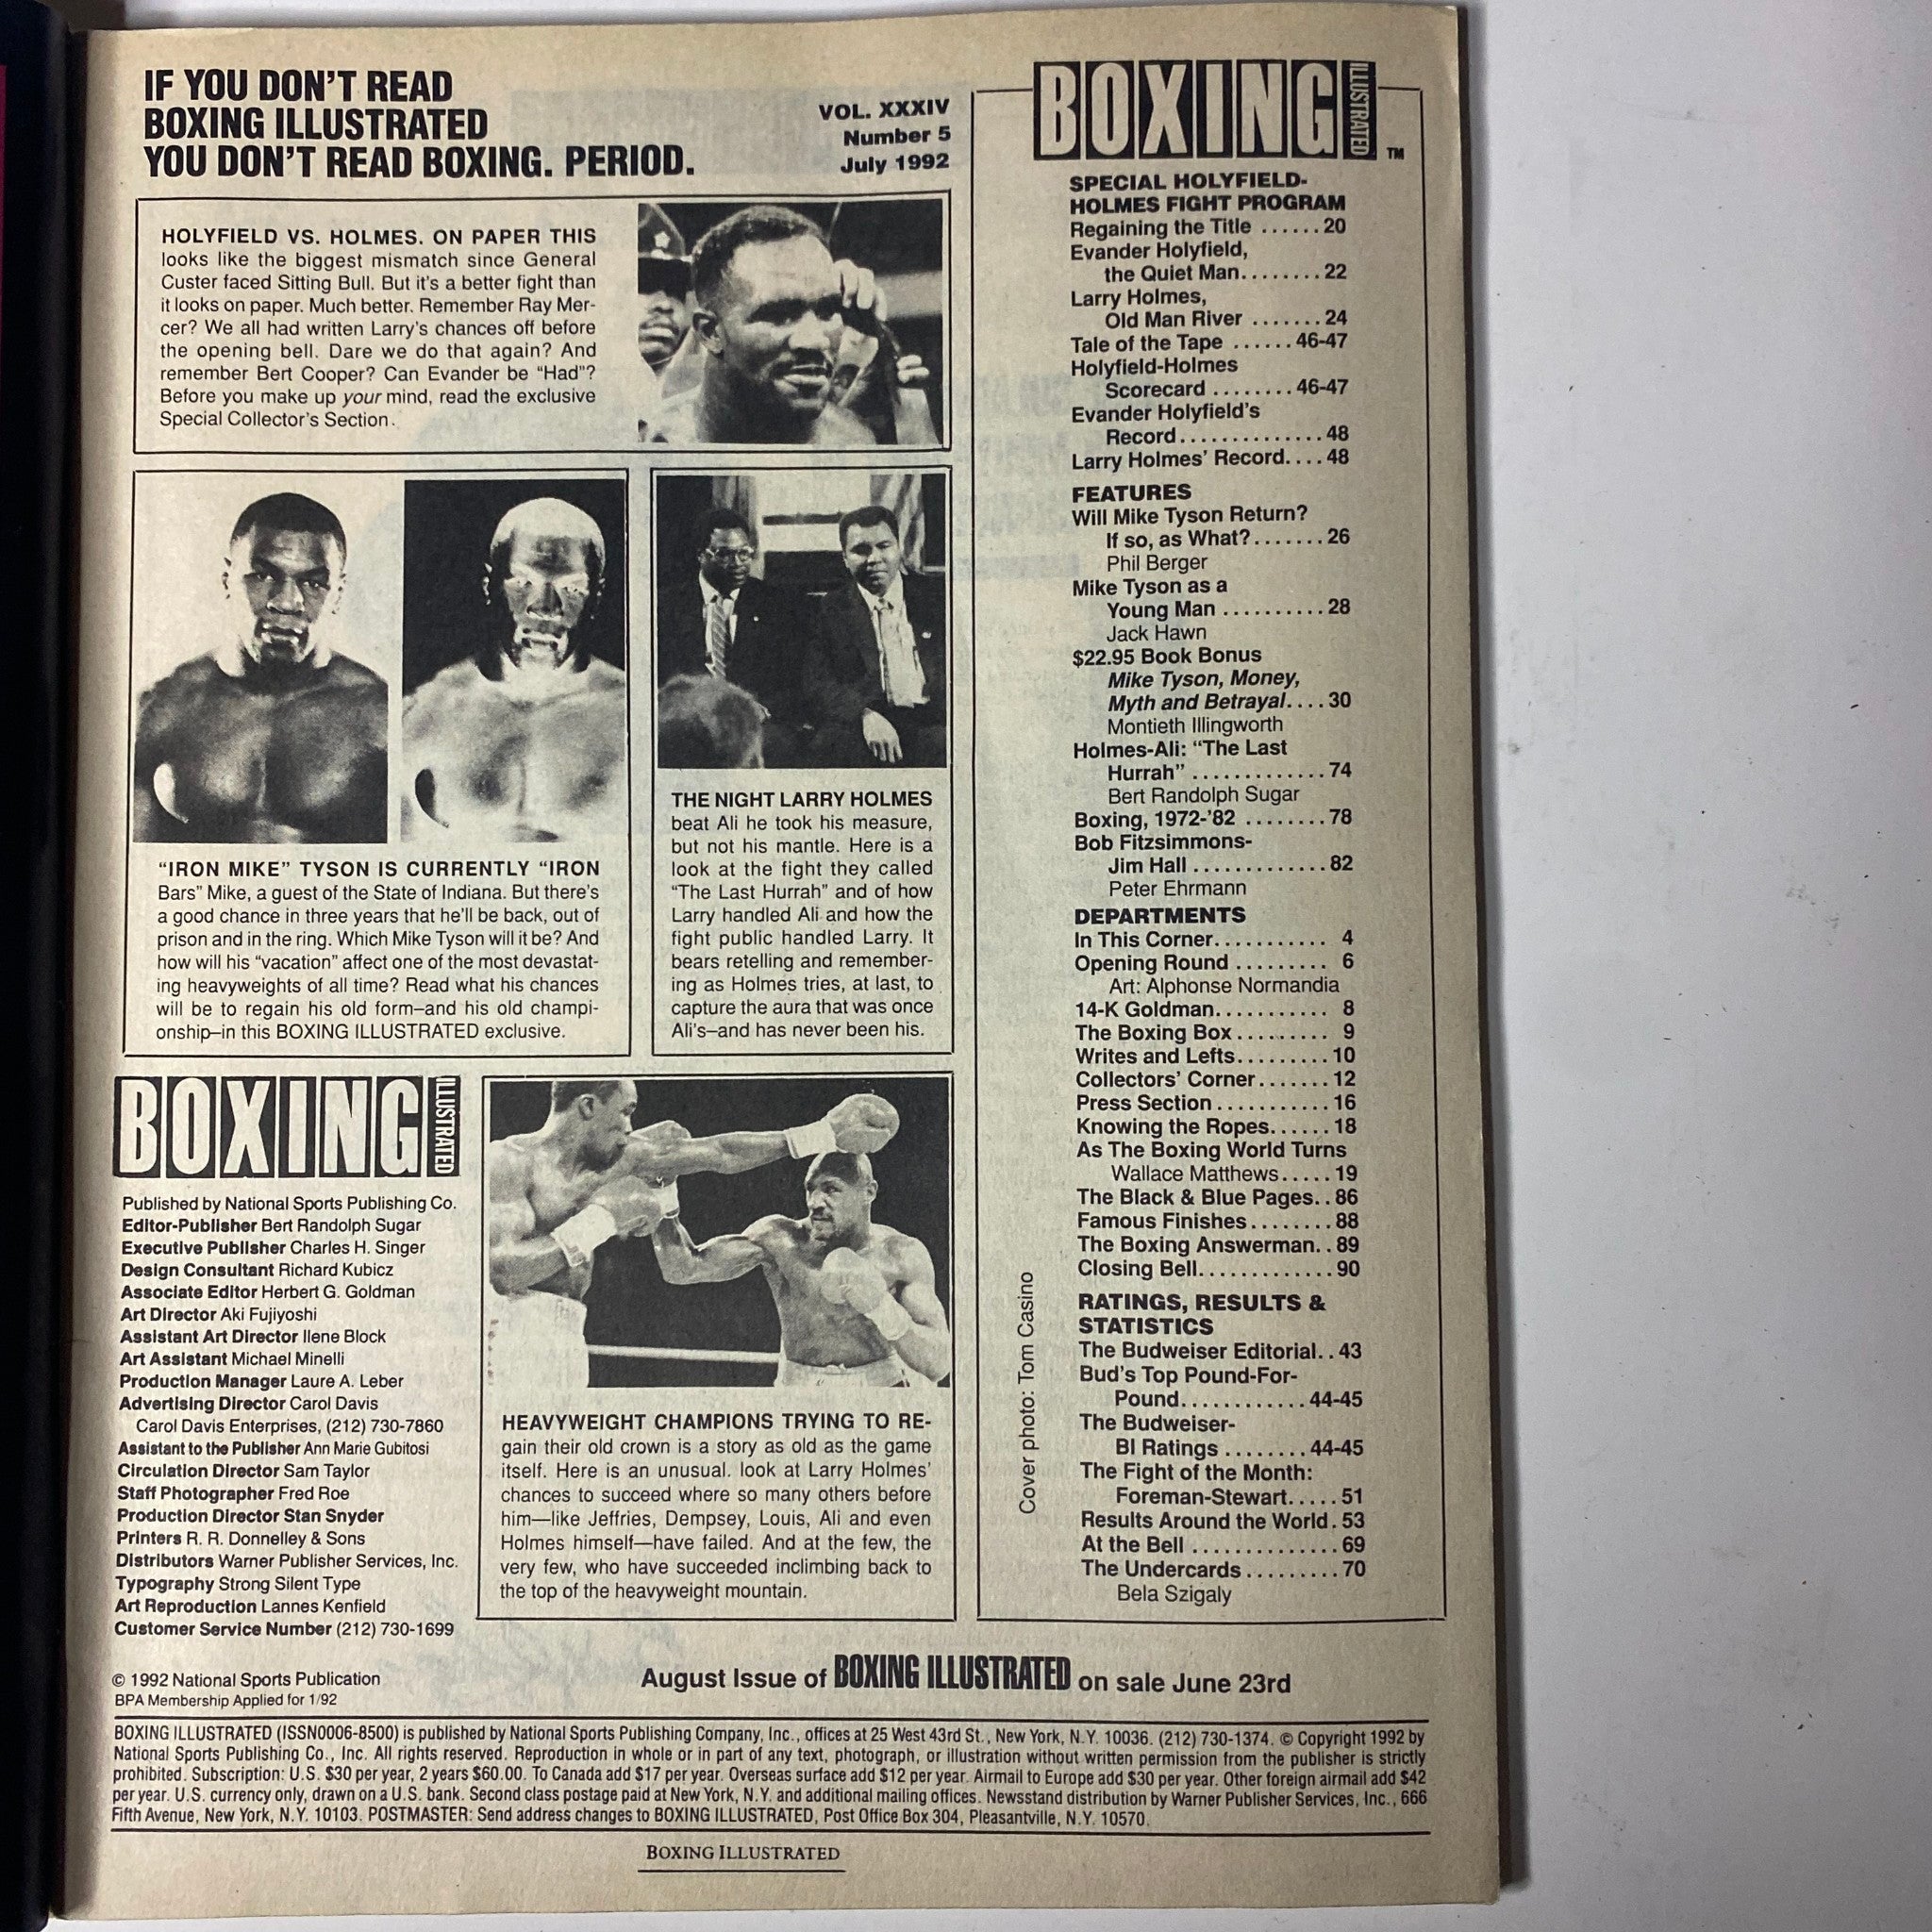 IF YOU DON'T READ
BOXING ILLUSTRATED
YOU DON'T READ BOXING. PERIOD.
VOL. XXXIV
Number 5
July 1992
HOLYFIELD VS. HOLMES. ON PAPER THIS
looks like the biggest mismatch since General
Custer faced Sitting Bull. But it's a better fight than
it looks on paper. Much better. Remember Ray Mer-
cer? We all had written Larry's chances off before
the opening bell. Dare we do that again? And
remember Bert Cooper? Can Evander be “Had”?
Before you make up your mind, read the exclusive
Special Collector's Section.
“IRON MIKE” TYSON IS CURRENTLY “IRON
Bars” Mike, a guest of the State of Indiana. But there's
a good chance in three years that he'll be back, out of
prison and in the ring. Which Mike Tyson will it be? And
how will his “vacation” affect one of the most devastat-
ing heavyweights of all time? Read what his chances
will be to regain his old form–and his old champi-
onship–in this BOXING ILLUSTRATED exclusive.
THE NIGHT LARRY HOLMES
beat Ali he took his measure,
but not his mantle. Here is a
look at the fight they called
“The Last Hurrah” and of how
Larry handled Ali and how the
fight public handled Larry. It
bears retelling and remember-
ing as Holmes tries, at last, to
capture the aura that was once
Ali's–and has never been his.
BOXING ILLUSTRATED
Published by National Sports Publishing Co.
Editor-Publisher Bert Randolph Sugar
Executive Publisher Charles H. Singer
Design Consultant Richard Kubicz
Associate Editor Herbert G. Goldman
Art Director Aki Fujiyoshi
Assistant Art Director Ilene Block
Art Assistant Michael Minelli
Production Manager Laure A. Leber
Advertising Director Carol Davis
Carol Davis Enterprises, (212) 730-7860
Assistant to the Publisher Ann Marie Gubitosi
Circulation Director Sam Taylor
Staff Photographer Fred Roe
Production Director Stan Snyder
Printers R. R. Donnelley & Sons
Distributors Warner Publisher Services, Inc.
Typography Strong Silent Type
Art Reproduction Lannes Kenfield
Customer Service Number (212) 730-1699
© 1992 National Sports Publication
BPA Membership Applied for 1/92
HEAVYWEIGHT CHAMPIONS TRYING TO RE-
gain their old crown is a story as old as the game
itself. Here is an unusual. look at Larry Holmes'
chances to succeed where so many others before
him—like Jeffries, Dempsey, Louis, Ali and even
Holmes himself—have failed. And at the few, the
very few, who have succeeded inclimbing back to
the top of the heavyweight mountain.
BOXING ILLUSTRATED TM
SPECIAL HOLYFIELD-
HOLMES FIGHT PROGRAM
Regaining the Title ......20
Evander Holyfield,
the Quiet Man........22
Larry Holmes,
Old Man River .......24
Tale of the Tape ......46-47
Holyfield-Holmes
Scorecard ........46-47
Evander Holyfield's
Record..............48
Larry Holmes' Record....48
FEATURES
Will Mike Tyson Return?
If so, as What?.......26
Phil Berger
Mike Tyson as a
Young Man ..........28
Jack Hawn
$22.95 Book Bonus
Mike Tyson, Money,
Myth and Betrayal....30
Montieth Illingworth
Holmes-Ali: “The Last
Hurrah” .............74
Bert Randolph Sugar
Boxing, 1972-'82 ........78
Bob Fitzsimmons-
Jim Hall .............82
Peter Ehrmann
DEPARTMENTS
In This Corner........... 4
Opening Round ......... 6
Art: Alphonse Normandia
14-K Goldman........... 8
The Boxing Box ......... 9
Writes and Lefts.........10
Collectors' Corner.......12
Press Section ...........16
Knowing the Ropes......18
As The Boxing World Turns
Wallace Matthews.....19
The Black & Blue Pages..86
Famous Finishes........88
The Boxing Answerman..89
Closing Bell.............90
RATINGS, RESULTS &
STATISTICS
The Budweiser Editorial..43
Bud's Top Pound-For-
Pound............44-45
The Budweiser-
BI Ratings ........44-45
The Fight of the Month:
Foreman-Stewart.....51
Results Around the World.53
At the Bell ..............69
The Undercards.........70
Bela Szigaly
Cover photo: Tom Casino
August Issue of BOXING ILLUSTRATED on sale June 23rd
BOXING ILLUSTRATED (ISSN0006-8500) is published by National Sports Publishing Company, Inc., offices at 25 West 43rd St., New York, N.Y. 10036. (212) 730-1374. © Copyright 1992 by
National Sports Publishing Co., Inc. All rights reserved. Reproduction in whole or in part of any text, photograph, or illustration without written permission from the publisher is strictly
prohibited. Subscription: U.S. $30 per year, 2 years $60.00. To Canada add $17 per year. Overseas surface add $12 per year. Airmail to Europe add $30 per year. Other foreign airmail add $42
per year. U.S. currency only, drawn on a U.S. bank. Second class postage paid at New York, N.Y. and additional mailing offices. Newsstand distribution by Warner Publisher Services, Inc., 666
Fifth Avenue, New York, N.Y. 10103. POSTMASTER: Send address changes to BOXING ILLUSTRATED, Post Office Box 304, Pleasantville, N.Y. 10570.
BOXING ILLUSTRATED